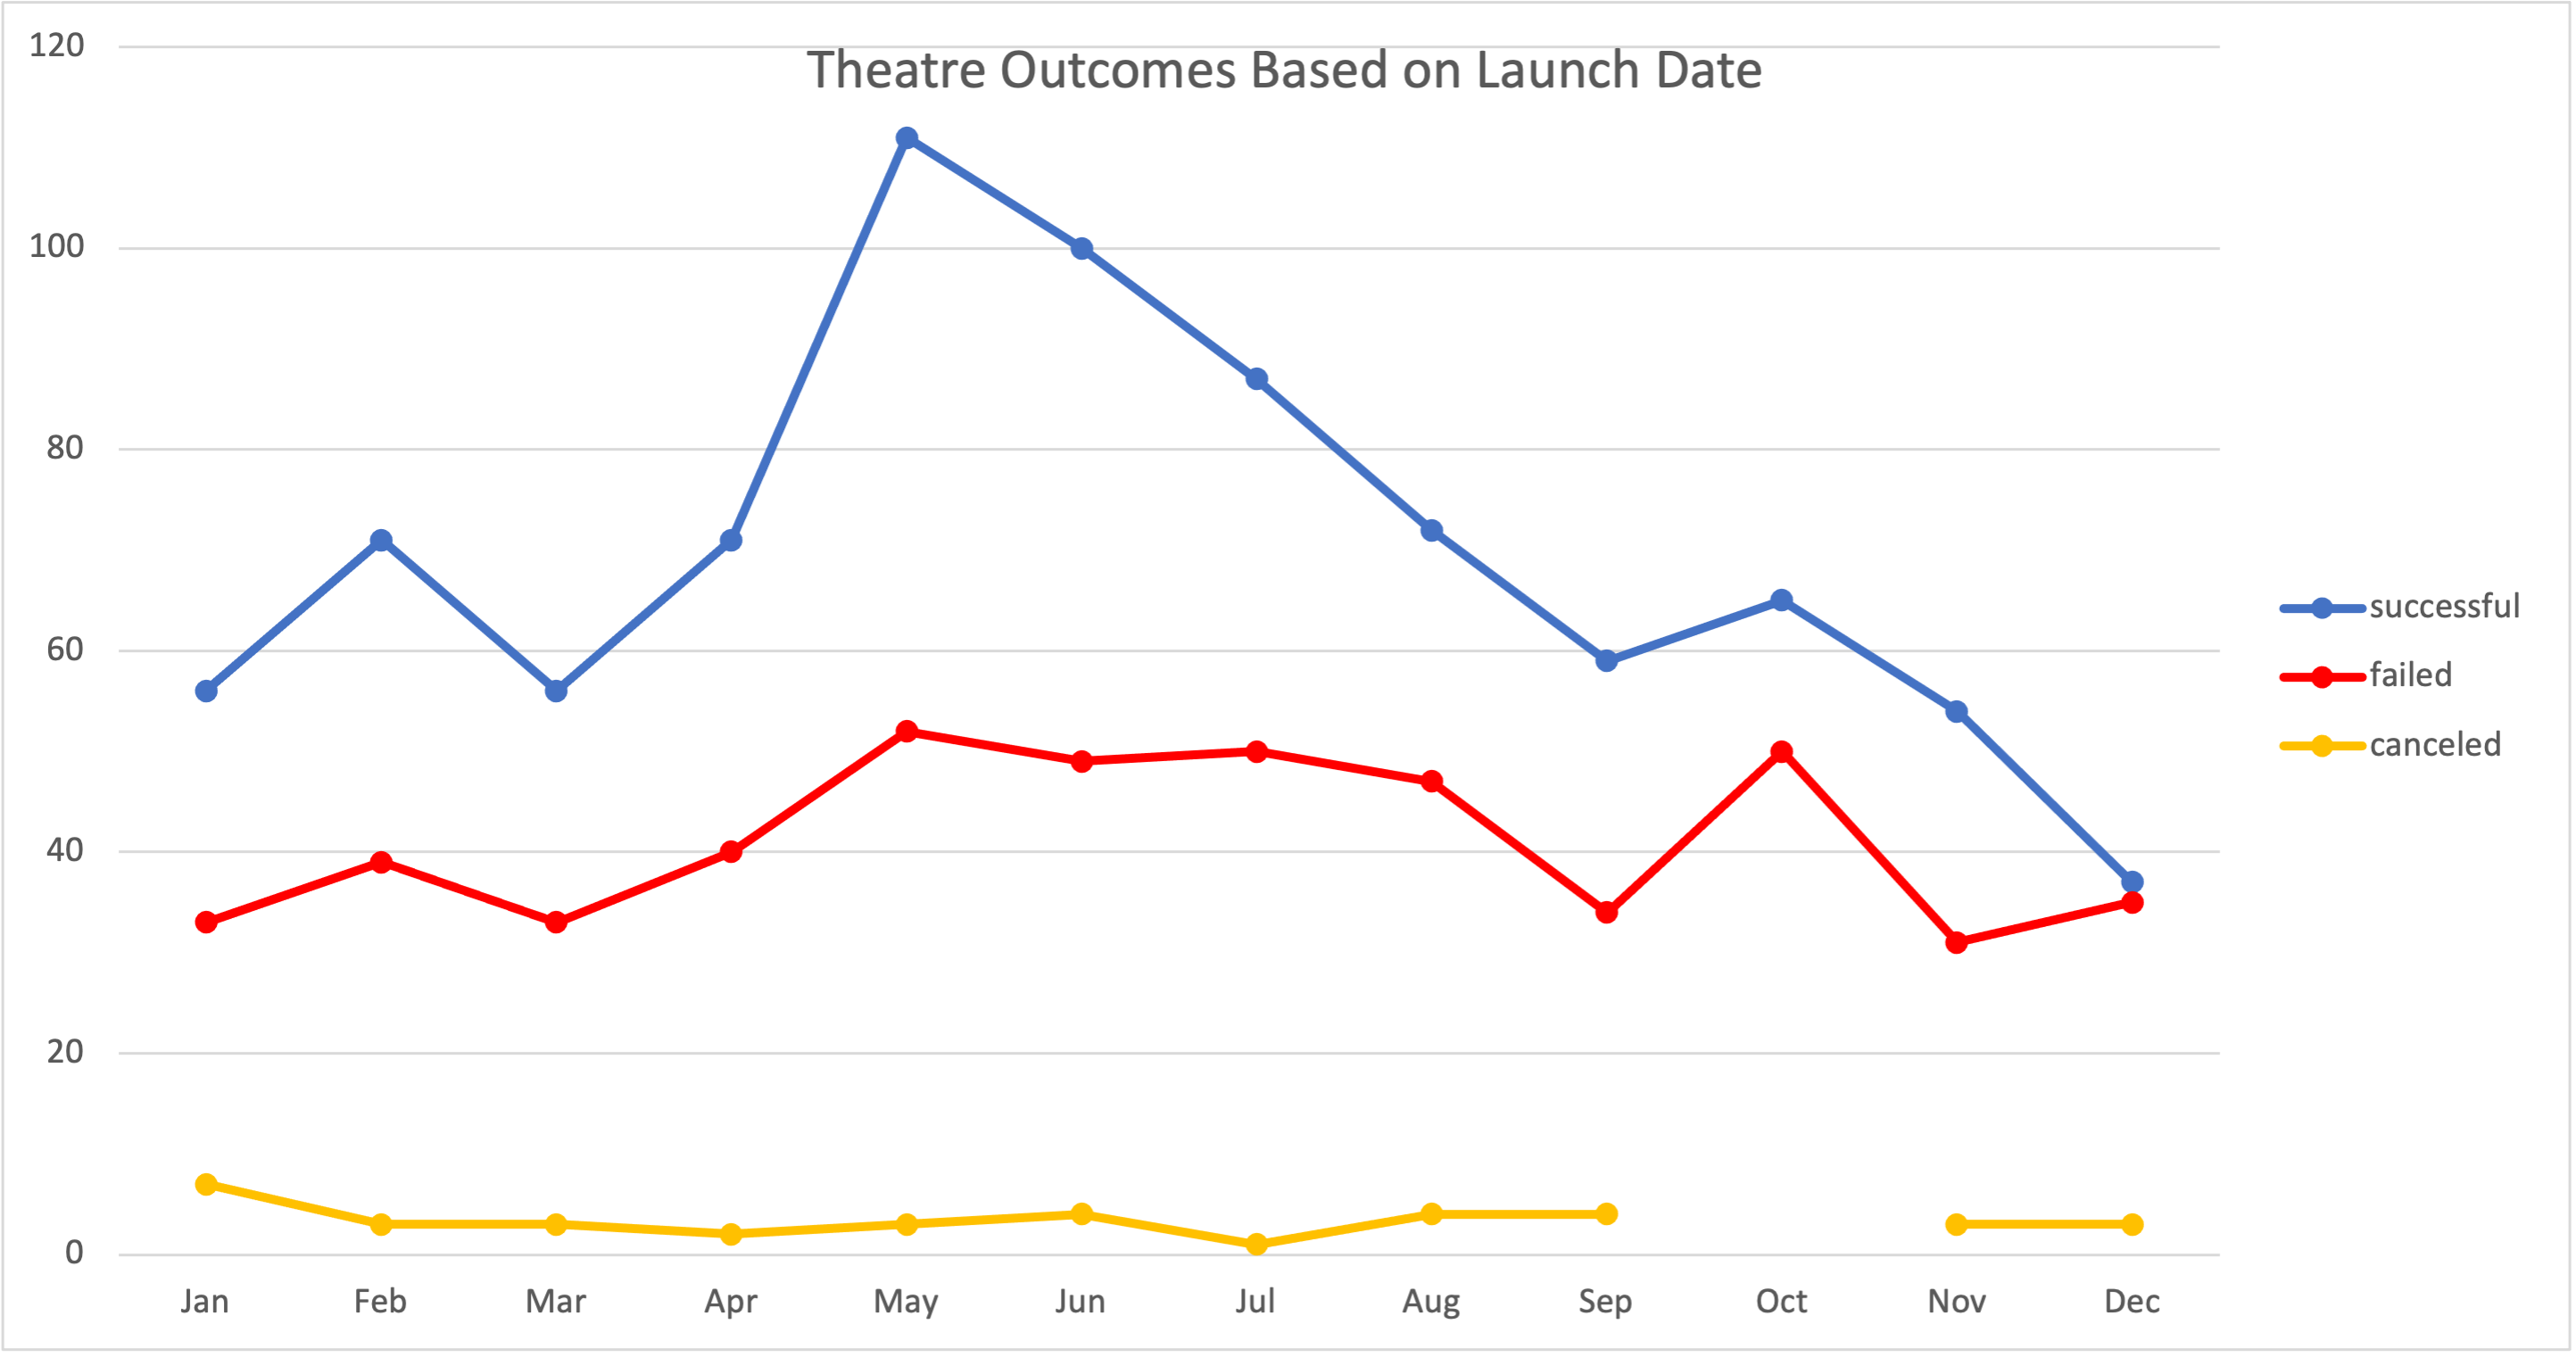 Theatre Outcomes Based on Launch Date
120
100
80
60
40
20
0
Jan Feb Mar Apr May Jun Jul Aug Sep Oct Nov Dec
successful
failed
canceled